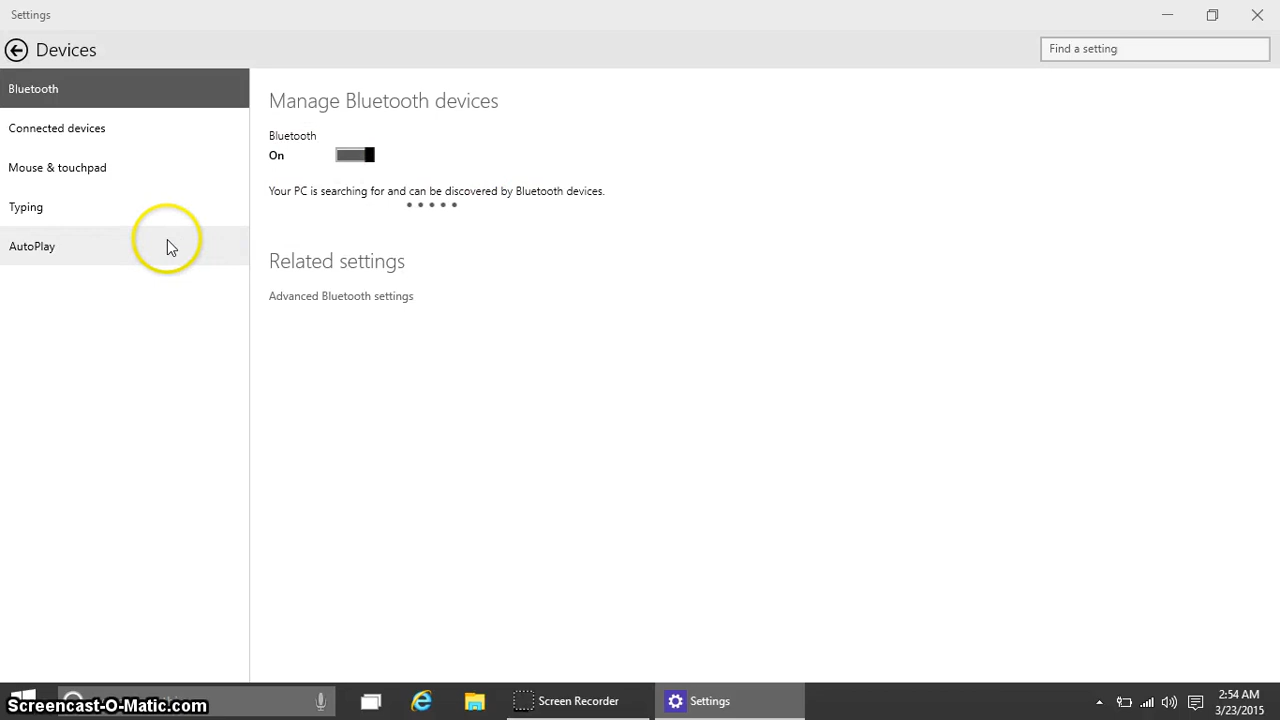 Settings
Devices
Find a setting
Bluetooth
Connected devices
Mouse & touchpad
Typing
AutoPlay
Manage Bluetooth devices
Bluetooth
On
Your PC is searching for and can be discovered by Bluetooth devices.
Related settings
Advanced Bluetooth settings
Screencast-O-Matic.com
Screen Recorder
Settings
2:54 AM
3/23/2015